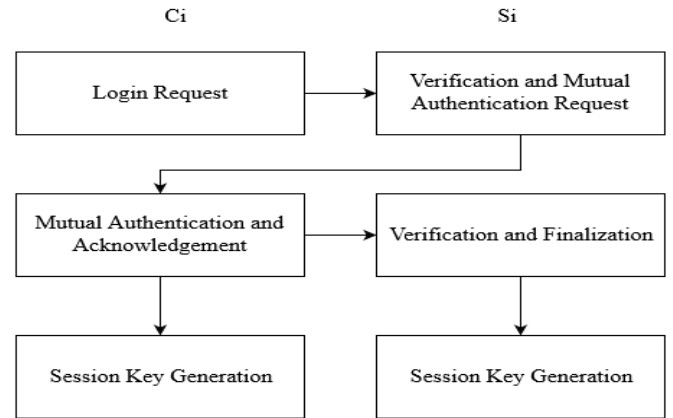 Ci
Si
Login Request
Verification and Mutual
Authentication Request
Mutual Authentication and
Acknowledgement
Verification and Finalization
Session Key Generation
Session Key Generation